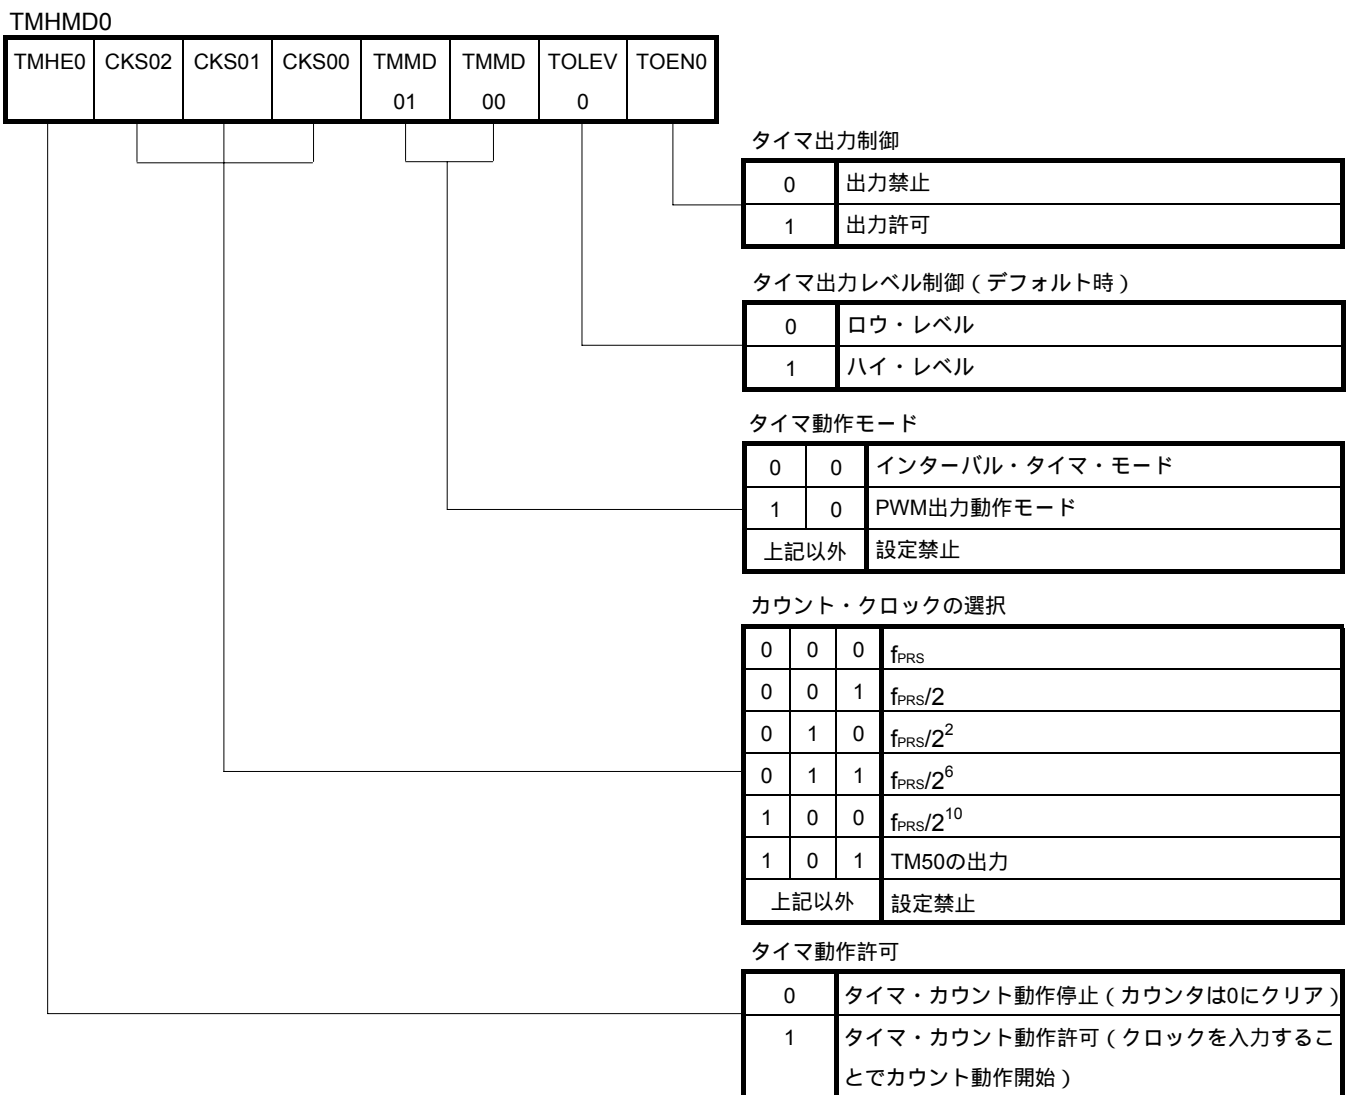 TMHMD0
TMHE0 CKS02 CKS01 CKS00 TMMD TMMD TOLEV TOEN0
01 00 0
タイマ出力制御
0 出力禁止
1 出力許可
タイマ出力レベル制御（デフォルト時）
0 ロウ・レベル
1 ハイ・レベル
タイマ動作モード
0 0 インターバル・タイマ・モード
1 0 PWM出力動作モード
上記以外 設定禁止
カウント・クロックの選択
0 0 0 fPRS
0 0 1 fPRS/2
0 1 0 fPRS/2^2
0 1 1 fPRS/2^6
1 0 0 fPRS/2^10
1 0 1 TM50の出力
上記以外 設定禁止
タイマ動作許可
0 タイマ・カウント動作停止（カウンタは0にクリア）
1 タイマ・カウント動作許可（クロックを入力するこ
とでカウント動作開始）